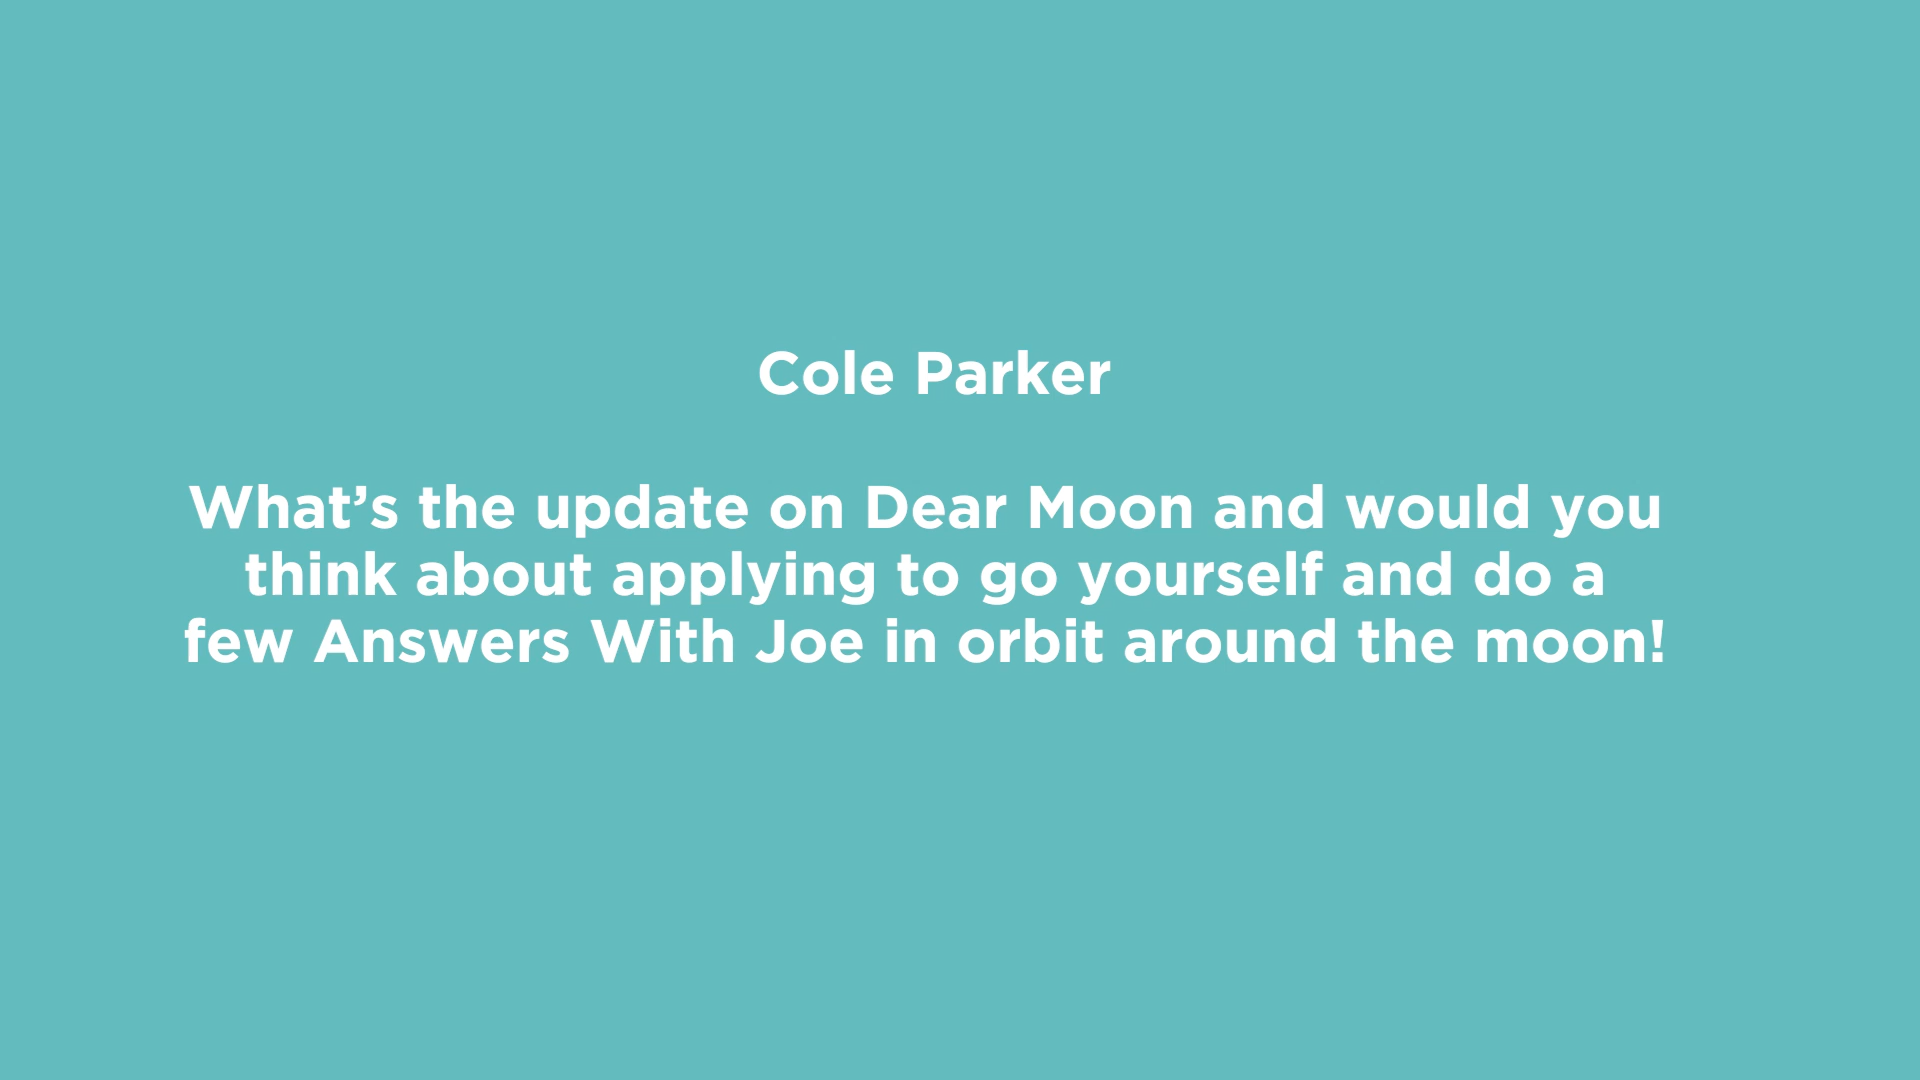 Cole Parker
What’s the update on Dear Moon and would you
think about applying to go yourself and do a
few Answers With Joe in orbit around the moon!